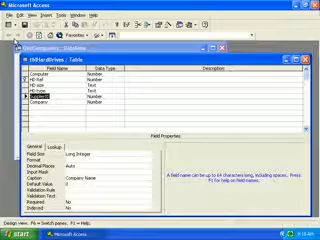 Microsoft Access
File Edit View Insert Tools Window Help
Favorites Go
tblHardDrives : Table
Field Name Data Type Description
Computer Number
HD Ref Number
HD size Text
HD type Text
Number
Company Number
Field Properties
General Lookup
Field Size Long Integer
Format
Decimal Places Auto
Input Mask
Caption Company Name
Default Value 0
Validation Rule
Validation Text
Required No
Indexed No
A field name can be up to 64 characters long, including spaces. Press F1 for help on field names.
Design view. F6 = Switch panes. F1 = Help.
start Microsoft Access